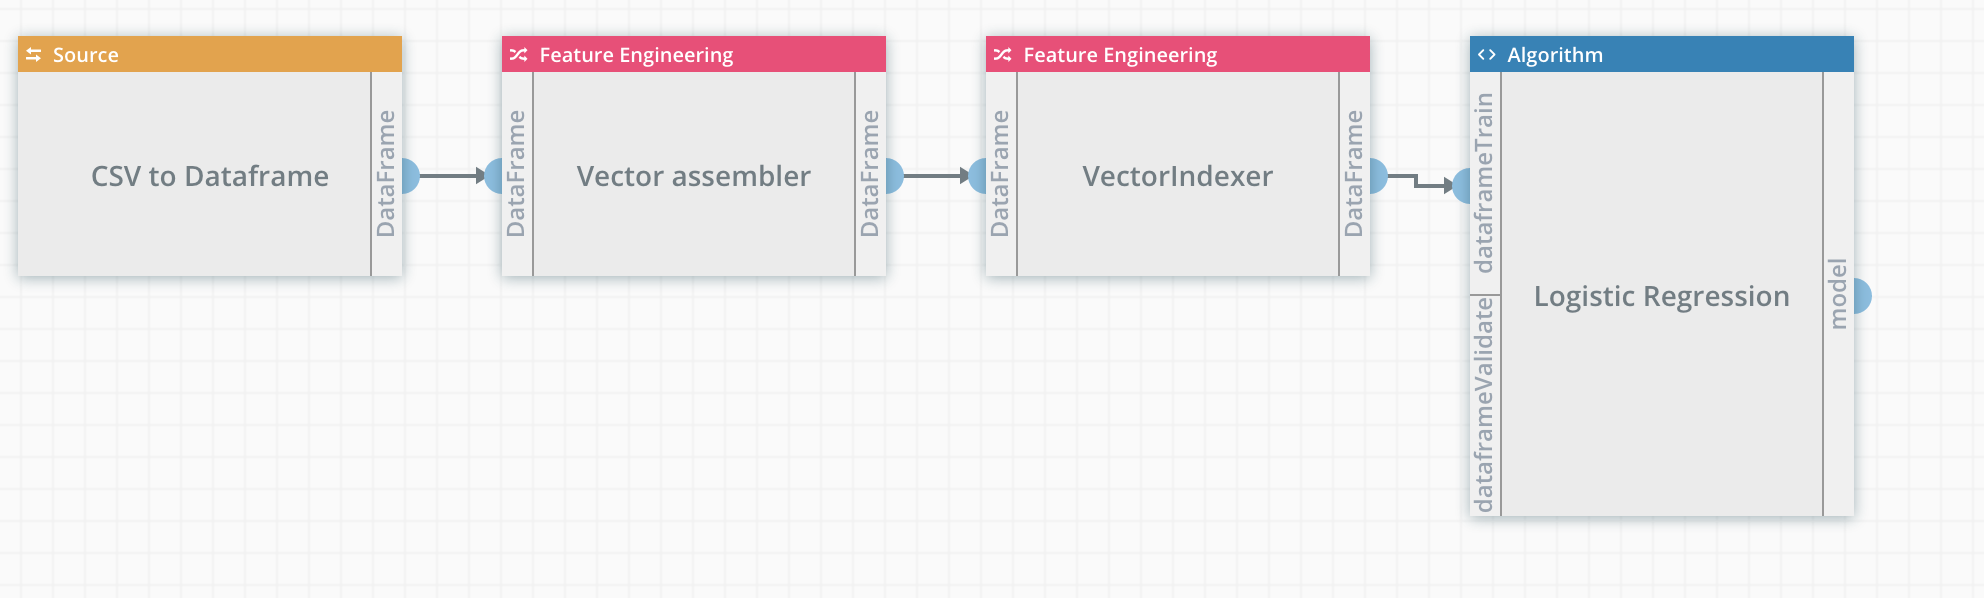 Source
CSV to Dataframe
DataFrame
Feature Engineering
DataFrame
Vector assembler
DataFrame
Feature Engineering
DataFrame
VectorIndexer
DataFrame
Algorithm
dataframeTrain
dataframeValidate
Logistic Regression
model